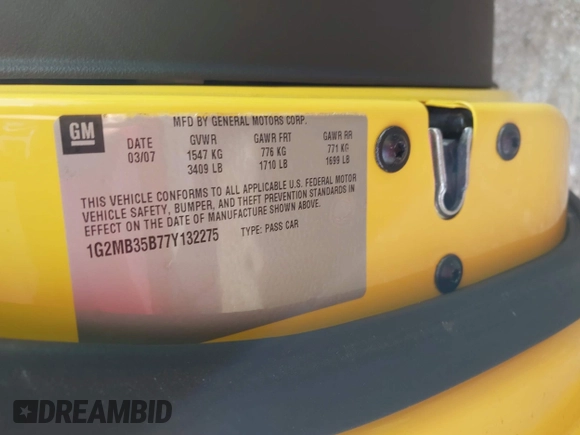 GM
MFD BY GENERAL MOTORS CORP.
DATE GVWR GAWR FRT GAWR RR
03/07 1547 KG 776 KG 771 KG
3409 LB 1710 LB 1699 LB
THIS VEHICLE CONFORMS TO ALL APPLICABLE U.S. FEDERAL MOTOR
VEHICLE SAFETY, BUMPER, AND THEFT PREVENTION STANDARDS IN
EFFECT ON THE DATE OF MANUFACTURE SHOWN ABOVE.
1G2MB35B77Y132275 TYPE: PASS CAR
DREAMBID